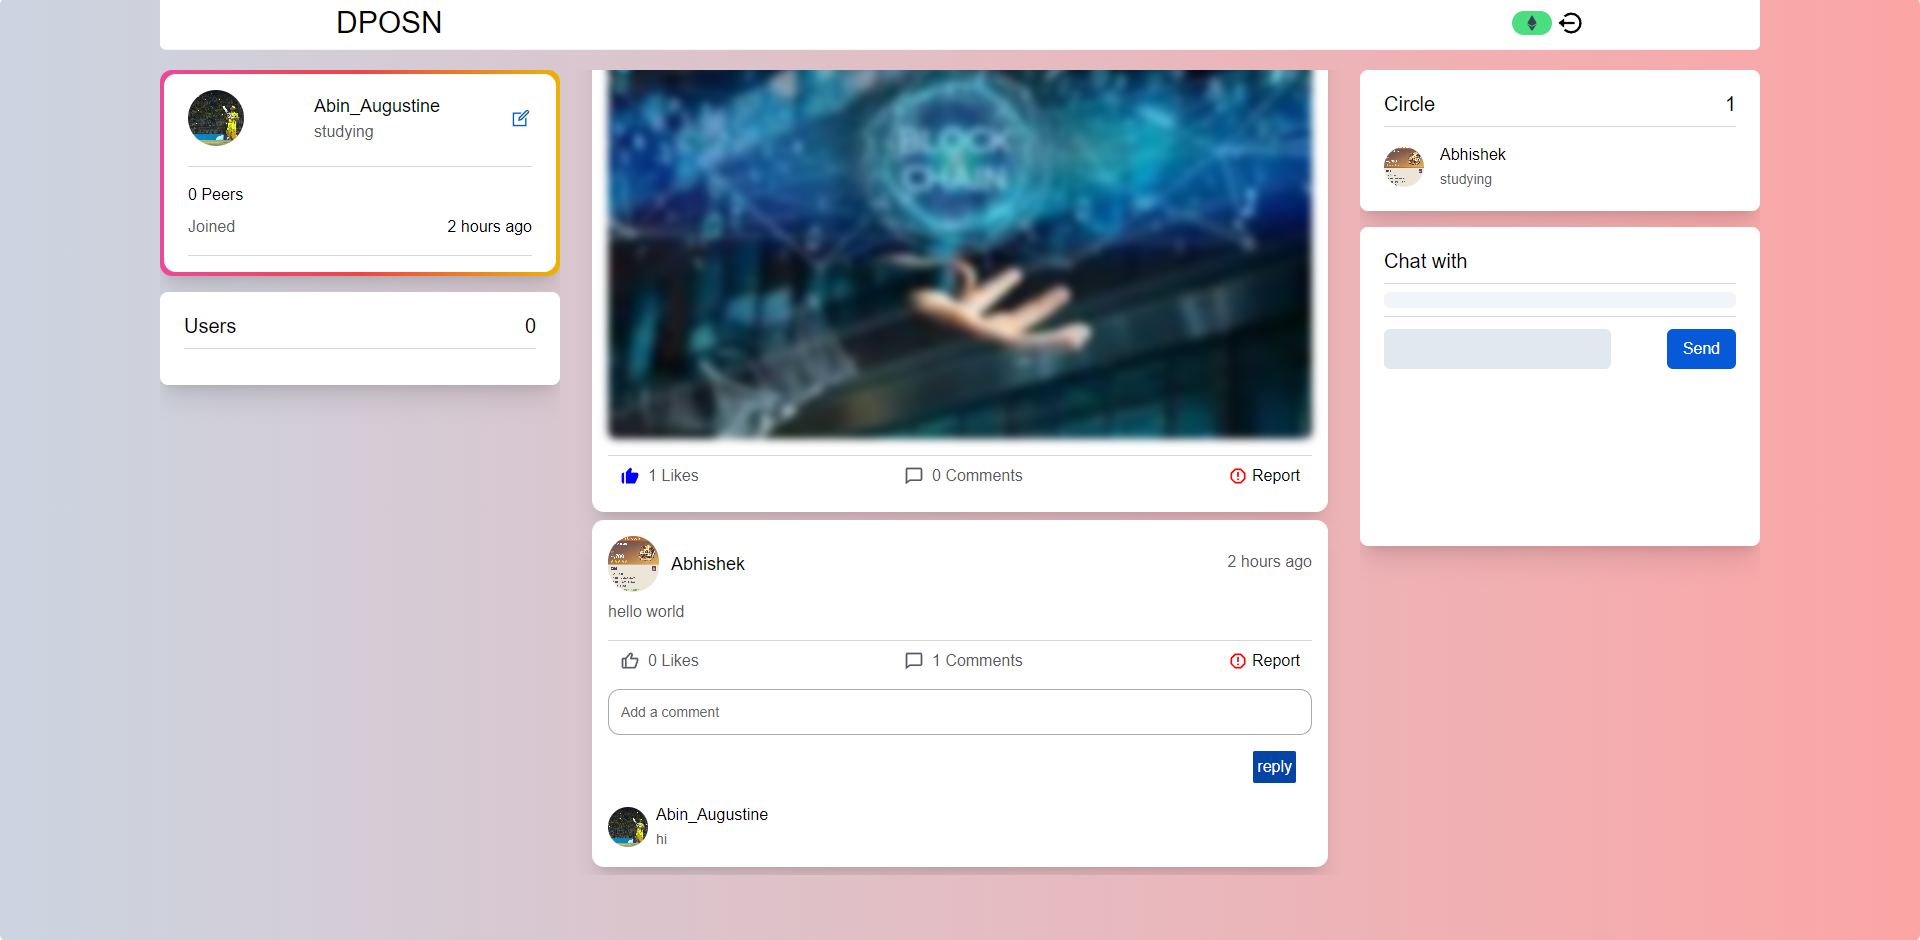 DPOSN
Abin_Augustine
studying
0 Peers
Joined 2 hours ago
Users 0
BLOCK
CHAIN
1 Likes 0 Comments Report
Abhishek 2 hours ago
hello world
0 Likes 1 Comments Report
Add a comment
reply
Abin_Augustine
hi
Circle 1
Abhishek
studying
Chat with
Send